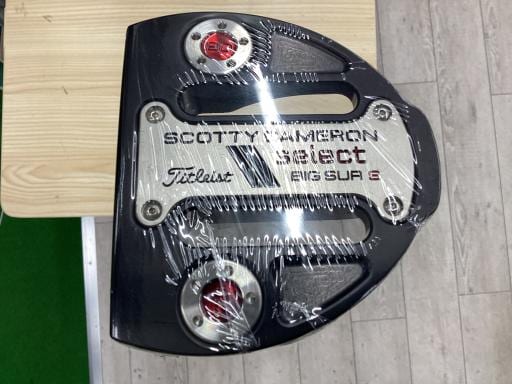 SCOTTY CAMERON
Titleist select
BIG SUR S